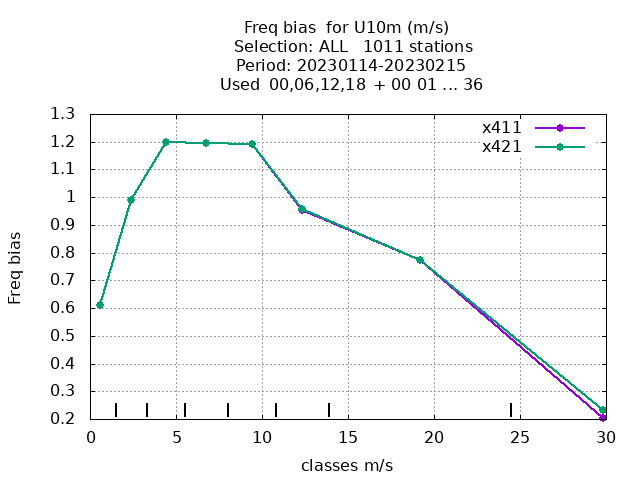 Freq bias  for U10m (m/s)
Selection: ALL   1011 stations
Period: 20230114-20230215
Used  00,06,12,18  + 00 01 ... 36
x411
x421
1.3
1.2
1.1
1
0.9
0.8
0.7
0.6
0.5
0.4
0.3
0.2
Freq bias
0 5 10 15 20 25 30
classes m/s